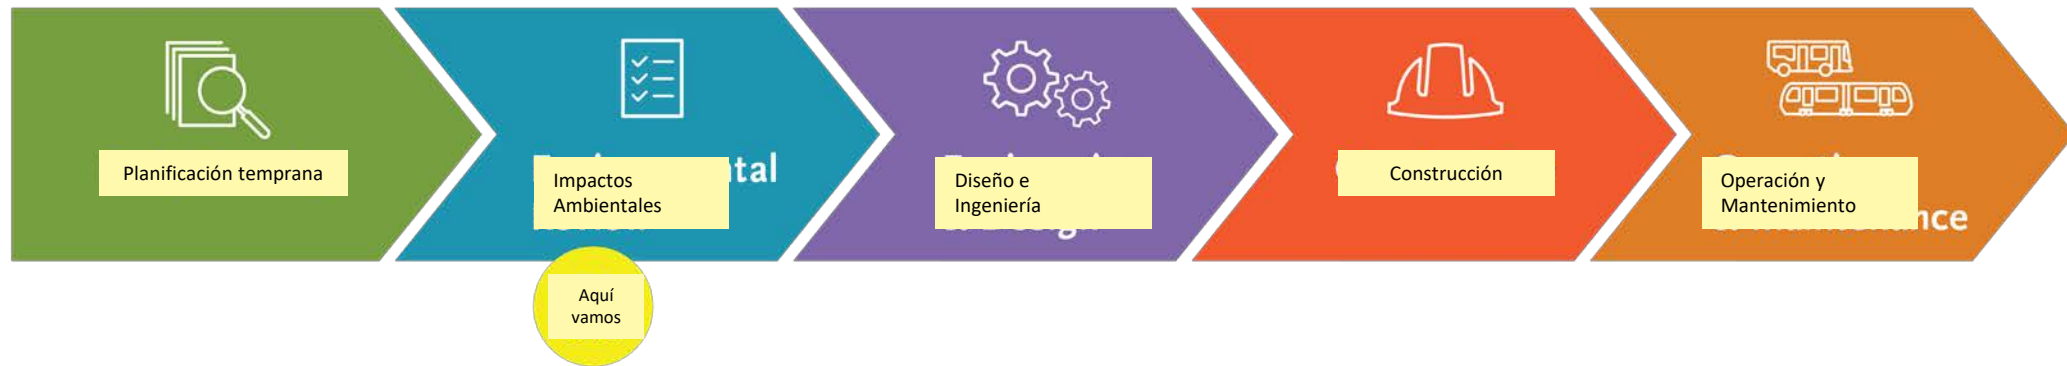 Planificación temprana
Impactos
Ambientales
Diseño e
Ingeniería
Construcción
Operación y
Mantenimiento
Aquí
vamos